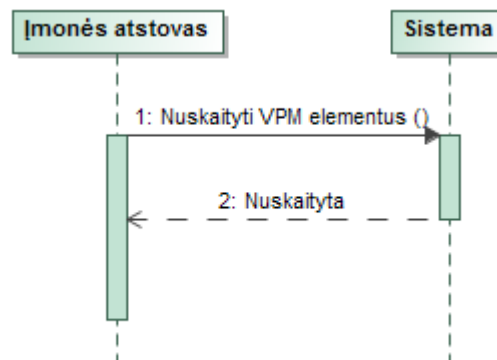 Įmonės atstovas
Sistema
1: Nuskaityti VPM elementus ()
2: Nuskaityta